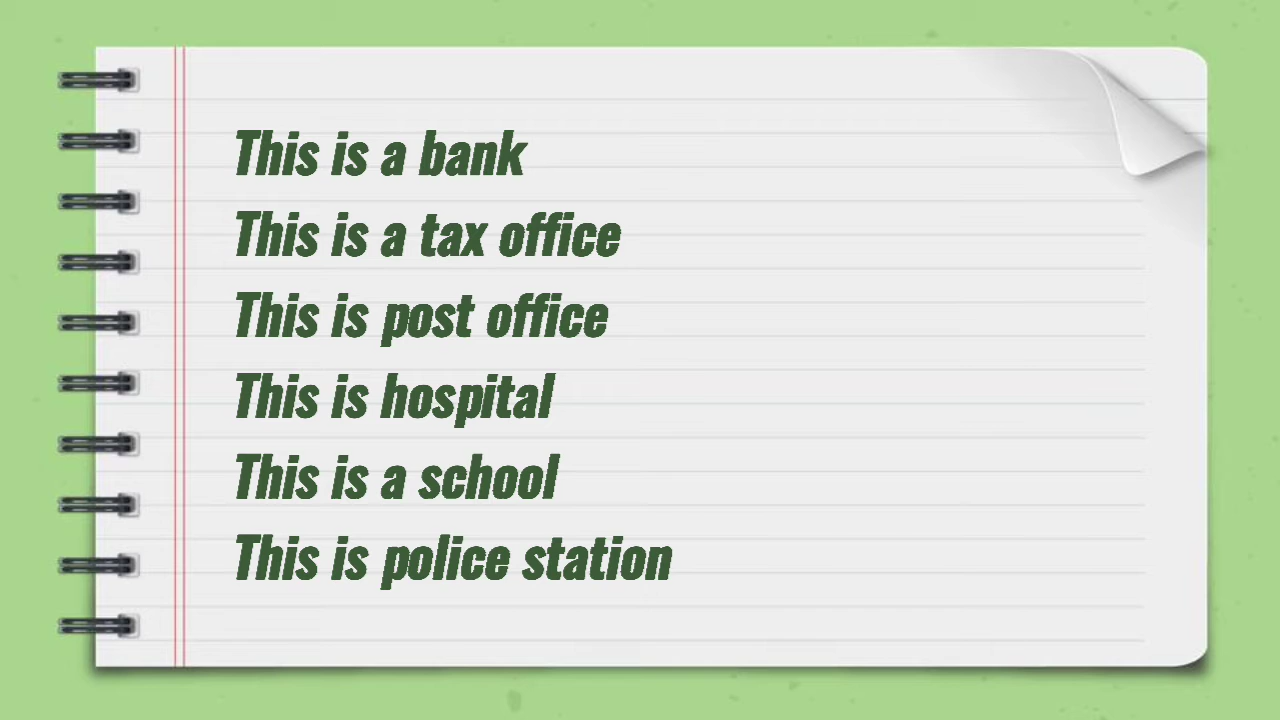 This is a bank
This is a tax office
This is post office
This is hospital
This is a school
This is police station